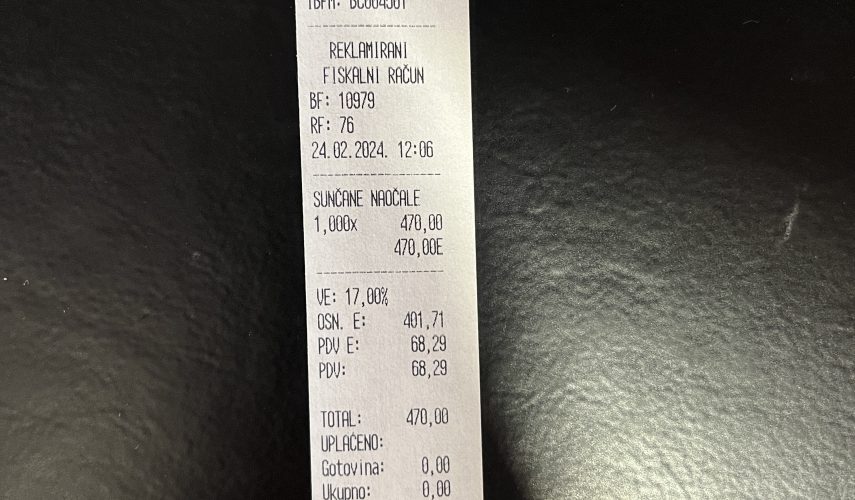 IBFM: BC004501
REKLAMIRANI
FISKALNI RAČUN
BF: 10979
RF: 76
24.02.2024. 12:06
SUNČANE NAOČALE
1,000x 470,00
470,00E
VE: 17,00%
OSN. E: 401,71
PDV E: 68,29
PDV: 68,29
TOTAL: 470,00
UPLAĆENO:
Gotovina: 0,00
Ukupno: 0,00